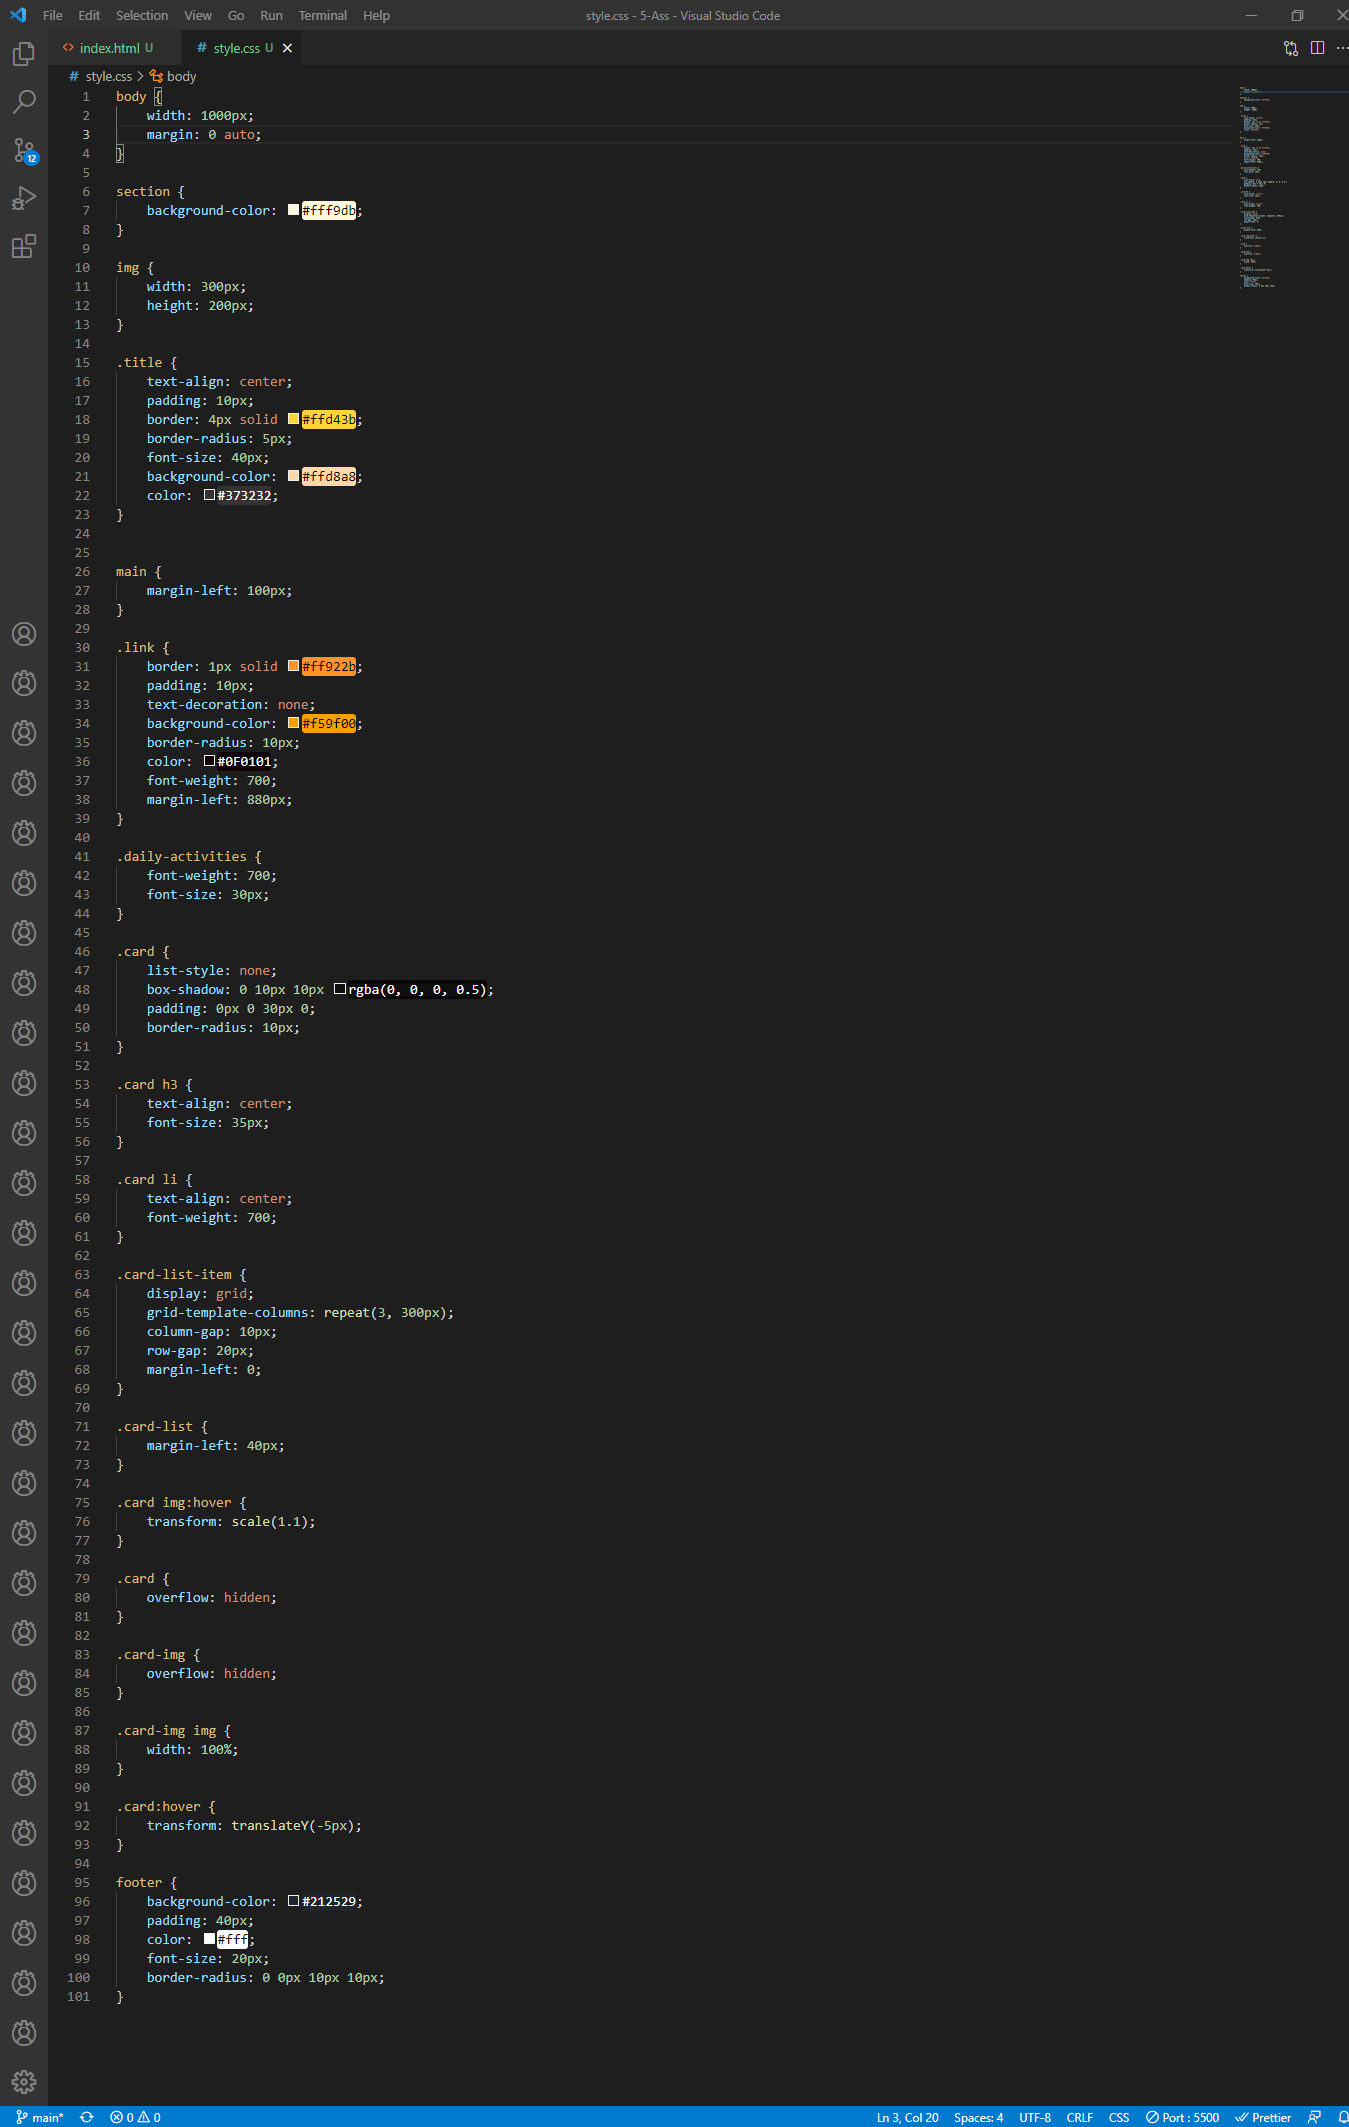 File Edit Selection View Go Run Terminal Help style.css - 5-Ass - Visual Studio Code
<> index.html U # style.css U
# style.css > body
12
1 body {
2 width: 1000px;
3 margin: 0 auto;
4 }
5
6 section {
7 background-color: #fff9db;
8 }
9
10 img {
11 width: 300px;
12 height: 200px;
13 }
14
15 .title {
16 text-align: center;
17 padding: 10px;
18 border: 4px solid #ffd43b;
19 border-radius: 5px;
20 font-size: 40px;
21 background-color: #ffd8a8;
22 color: #373232;
23 }
24
25
26 main {
27 margin-left: 100px;
28 }
29
30 .link {
31 border: 1px solid #ff922b;
32 padding: 10px;
33 text-decoration: none;
34 background-color: #f59f00;
35 border-radius: 10px;
36 color: #0F0101;
37 font-weight: 700;
38 margin-left: 880px;
39 }
40
41 .daily-activities {
42 font-weight: 700;
43 font-size: 30px;
44 }
45
46 .card {
47 list-style: none;
48 box-shadow: 0 10px 10px rgba(0, 0, 0, 0.5);
49 padding: 0px 0 30px 0;
50 border-radius: 10px;
51 }
52
53 .card h3 {
54 text-align: center;
55 font-size: 35px;
56 }
57
58 .card li {
59 text-align: center;
60 font-weight: 700;
61 }
62
63 .card-list-item {
64 display: grid;
65 grid-template-columns: repeat(3, 300px);
66 column-gap: 10px;
67 row-gap: 20px;
68 margin-left: 0;
69 }
70
71 .card-list {
72 margin-left: 40px;
73 }
74
75 .card img:hover {
76 transform: scale(1.1);
77 }
78
79 .card {
80 overflow: hidden;
81 }
82
83 .card-img {
84 overflow: hidden;
85 }
86
87 .card-img img {
88 width: 100%;
89 }
90
91 .card:hover {
92 transform: translateY(-5px);
93 }
94
95 footer {
96 background-color: #212529;
97 padding: 40px;
98 color: #fff;
99 font-size: 20px;
100 border-radius: 0 0px 10px 10px;
101 }
main* 0 0 Ln 3, Col 20 Spaces: 4 UTF-8 CRLF CSS Port : 5500 Prettier